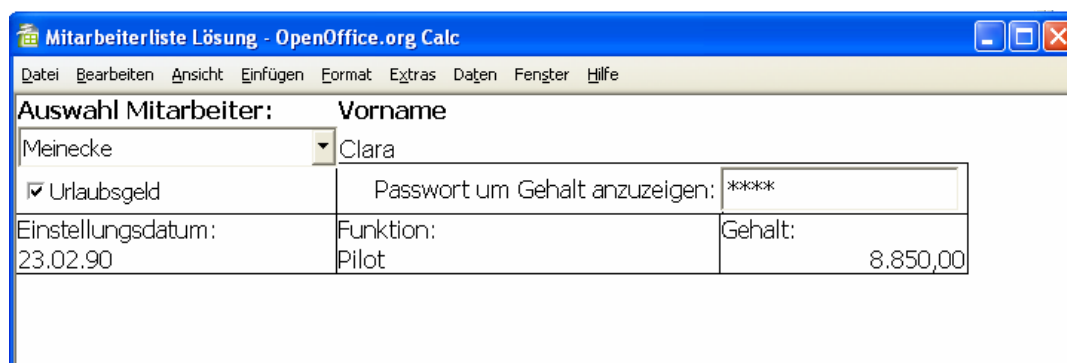 Mitarbeiterliste Lösung - OpenOffice.org Calc
Datei Bearbeiten Ansicht Einfügen Format Extras Daten Fenster Hilfe
Auswahl Mitarbeiter: Vorname
Meinecke Clara
Urlaubsgeld Passwort um Gehalt anzuzeigen: ****
Einstellungsdatum: Funktion: Gehalt:
23.02.90 Pilot 8.850,00